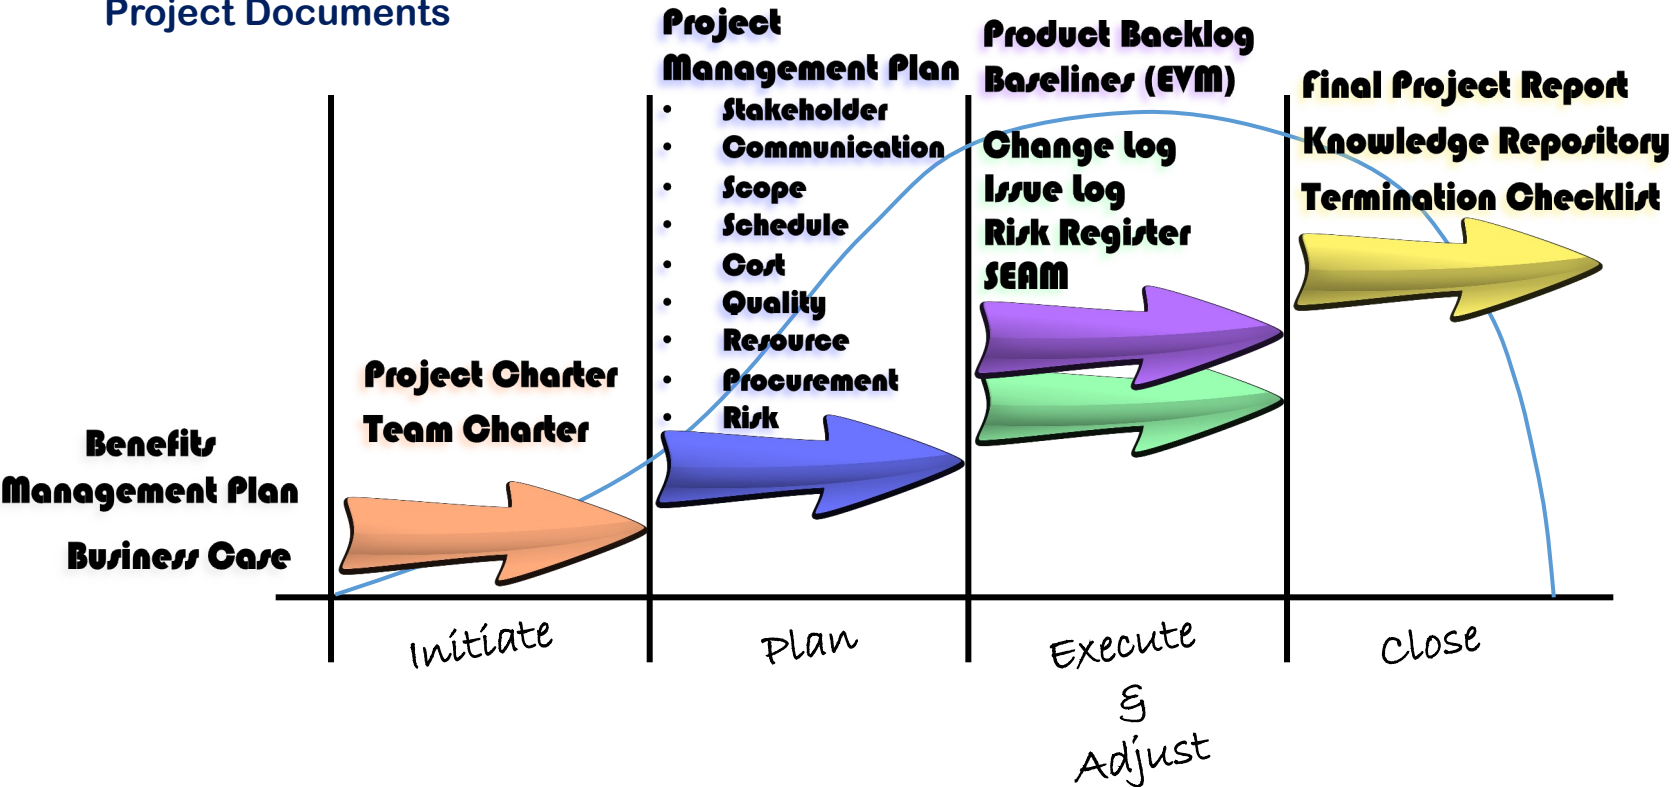 Project Documents
Benefits
Management Plan
Business Case
Project Charter
Team Charter
Project
Management Plan
• Stakeholder
• Communication
• Scope
• Schedule
• Cost
• Quality
• Resource
• Procurement
• Risk
Product Backlog
Baselines (EVM)
Change Log
Issue Log
Risk Register
SEAM
Final Project Report
Knowledge Repository
Termination Checklist
Initiate
Plan
Execute
&
Adjust
Close